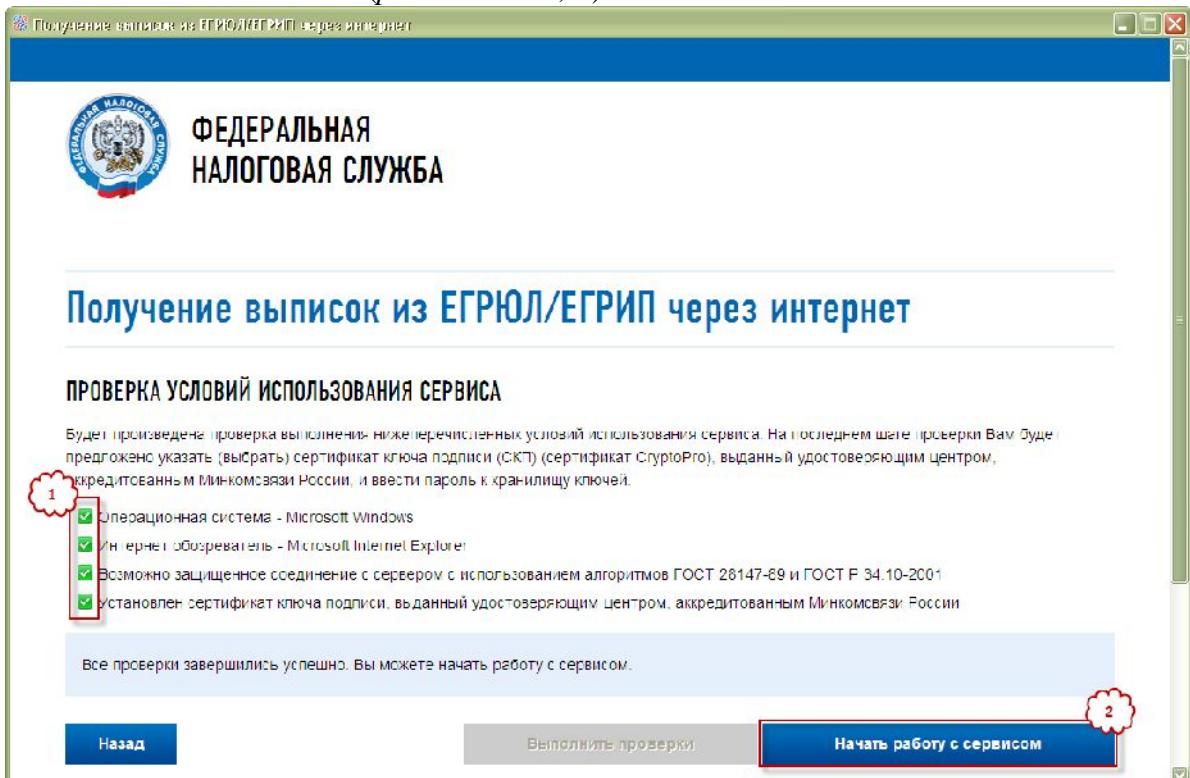 Получение выписок из ЕГРЮЛ/ЕГРИП через интернет
ФЕДЕРАЛЬНАЯ
НАЛОГОВАЯ СЛУЖБА
Получение выписок из ЕГРЮЛ/ЕГРИП через интернет
ПРОВЕРКА УСЛОВИЙ ИСПОЛЬЗОВАНИЯ СЕРВИСА
Будет произведена проверка выполнения нижеперечисленных условий использования сервиса. На последнем шаге проверки Вам будет
предложено указать (выбрать) сертификат ключа подписи (СКП) (сертификат CryptoPro), выданный удостоверяющим центром,
аккредитованным Минкомсвязи России, и ввести пароль к хранилищу ключей.
1
Операционная система - Microsoft Windows
Интернет обозреватель - Microsoft Internet Explorer
Возможно защищенное соединение с сервером с использованием алгоритмов ГОСТ 28147-89 и ГОСТ Р 34.10-2001
Установлен сертификат ключа подписи, выданный удостоверяющим центром, аккредитованным Минкомсвязи России
Все проверки завершились успешно. Вы можете начать работу с сервисом.
2
Назад
Выполнить проверки
Начать работу с сервисом